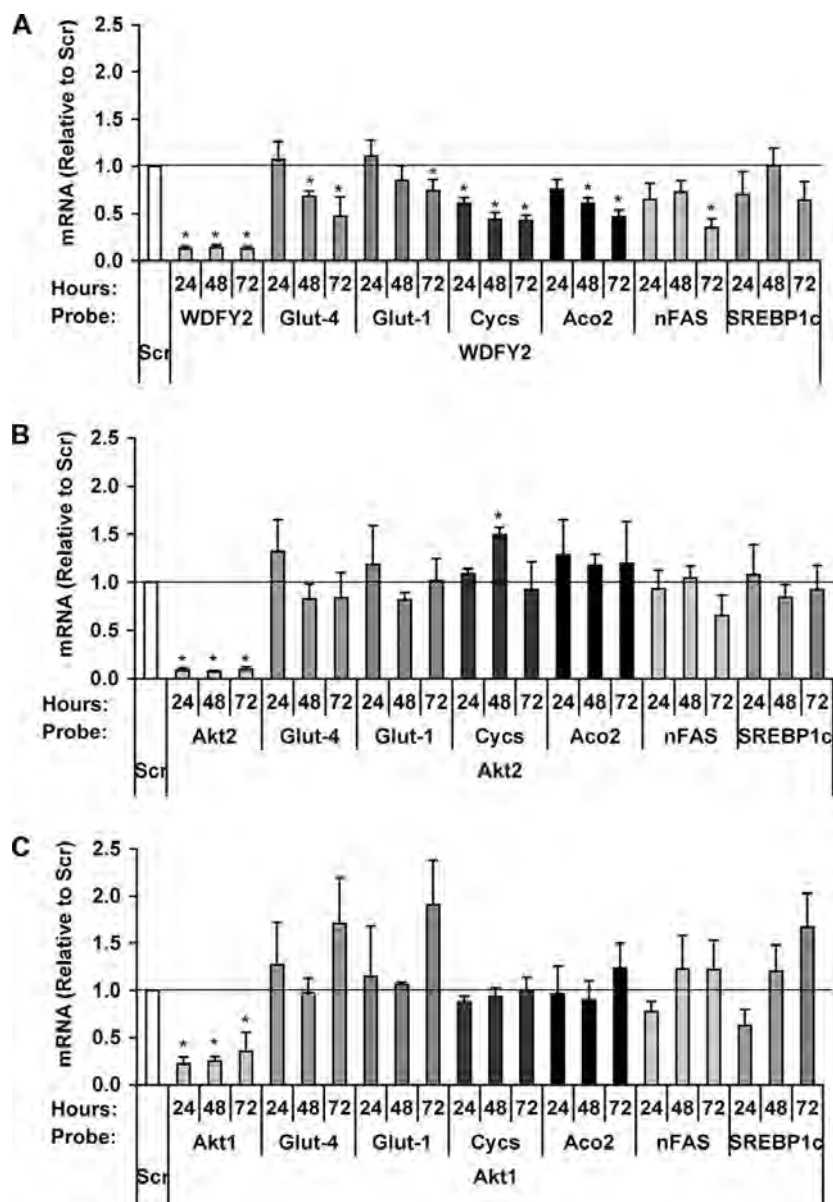 A
mRNA (Relative to Scr)
2.5
2.0
1.5
1.0
0.5
0.0
* * * * * * * * * * * *
Hours: 24 48 72 24 48 72 24 48 72 24 48 72 24 48 72 24 48 72 24 48 72
Probe: WDFY2 Glut-4 Glut-1 Cycs Aco2 nFAS SREBP1c
Scr WDFY2
B
mRNA (Relative to Scr)
2.5
2.0
1.5
1.0
0.5
0.0
* * * *
Hours: 24 48 72 24 48 72 24 48 72 24 48 72 24 48 72 24 48 72 24 48 72
Probe: Akt2 Glut-4 Glut-1 Cycs Aco2 nFAS SREBP1c
Scr Akt2
C
mRNA (Relative to Scr)
2.5
2.0
1.5
1.0
0.5
0.0
* * *
Hours: 24 48 72 24 48 72 24 48 72 24 48 72 24 48 72 24 48 72 24 48 72
Probe: Akt1 Glut-4 Glut-1 Cycs Aco2 nFAS SREBP1c
Scr Akt1